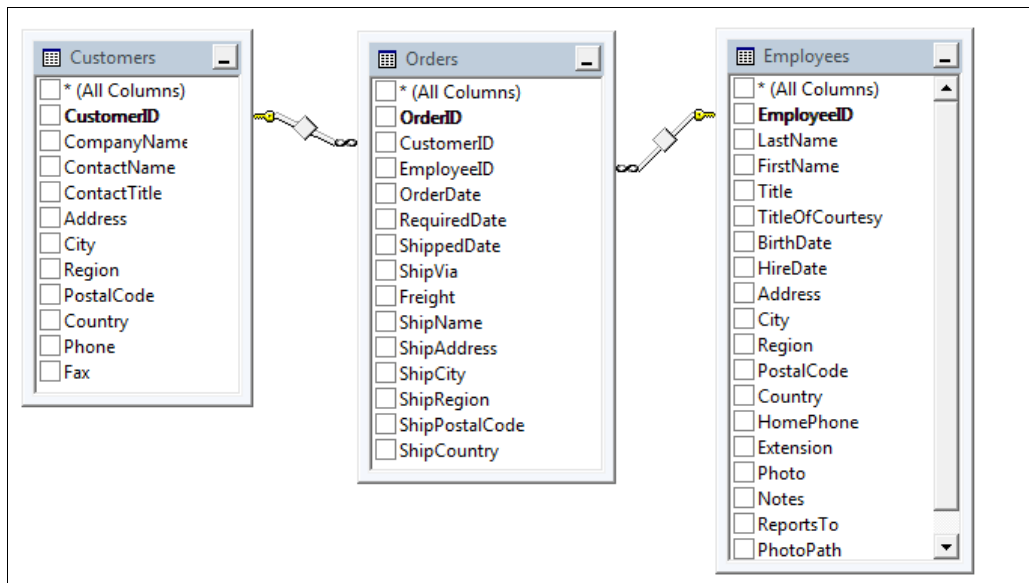 Customers
* (All Columns)
CustomerID
CompanyName
ContactName
ContactTitle
Address
City
Region
PostalCode
Country
Phone
Fax
Orders
* (All Columns)
OrderID
CustomerID
EmployeeID
OrderDate
RequiredDate
ShippedDate
ShipVia
Freight
ShipName
ShipAddress
ShipCity
ShipRegion
ShipPostalCode
ShipCountry
Employees
* (All Columns)
EmployeeID
LastName
FirstName
Title
TitleOfCourtesy
BirthDate
HireDate
Address
City
Region
PostalCode
Country
HomePhone
Extension
Photo
Notes
ReportsTo
PhotoPath